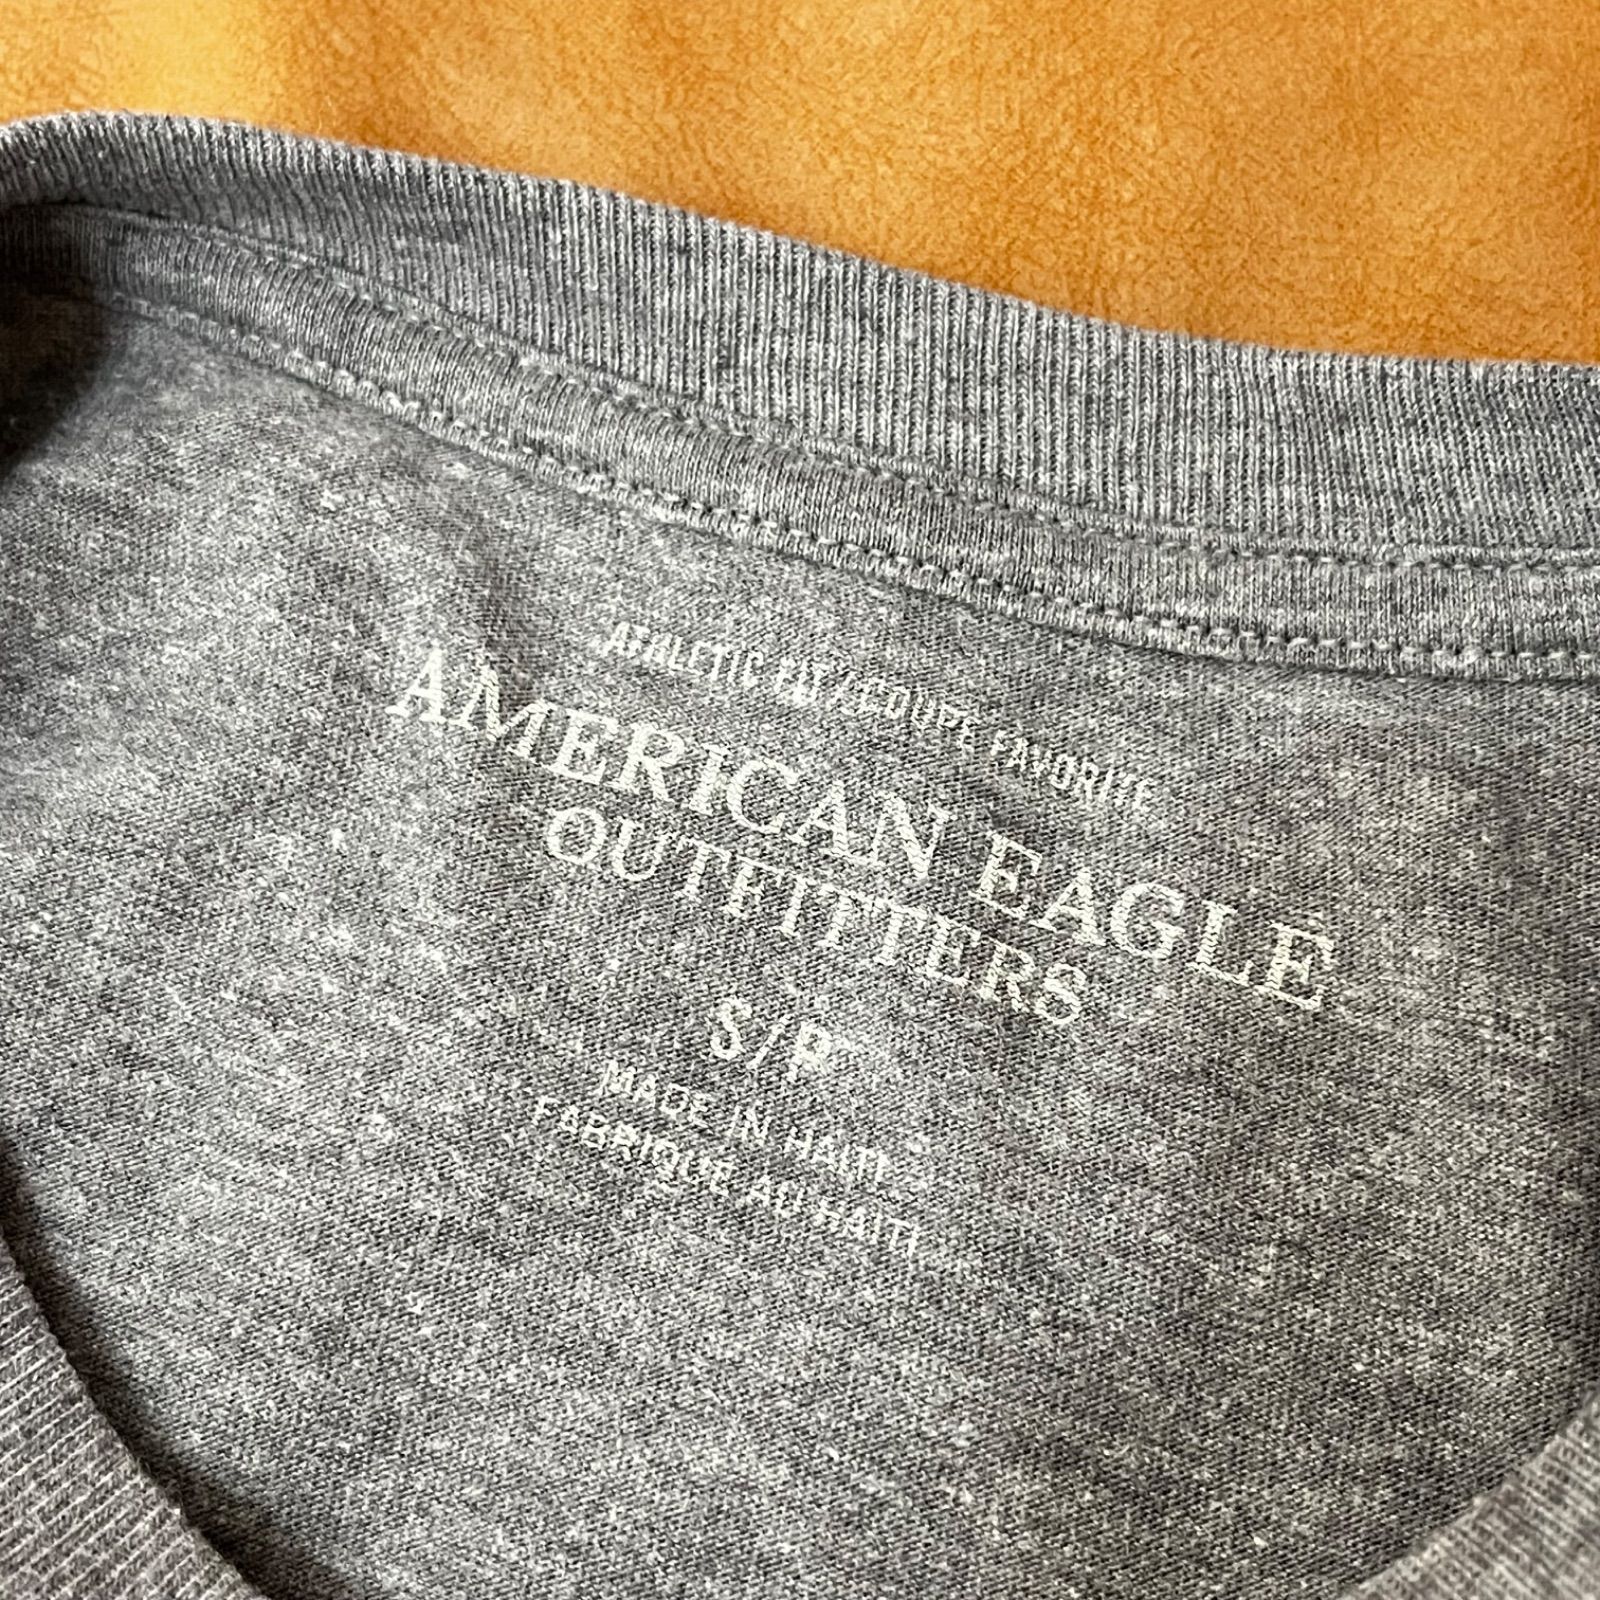 ATHLETIC FIT / COUPE FAVORITE
AMERICAN EAGLE
OUTFITTERS
S/P
MADE IN HAITI
FABRIQUE AU HAITI